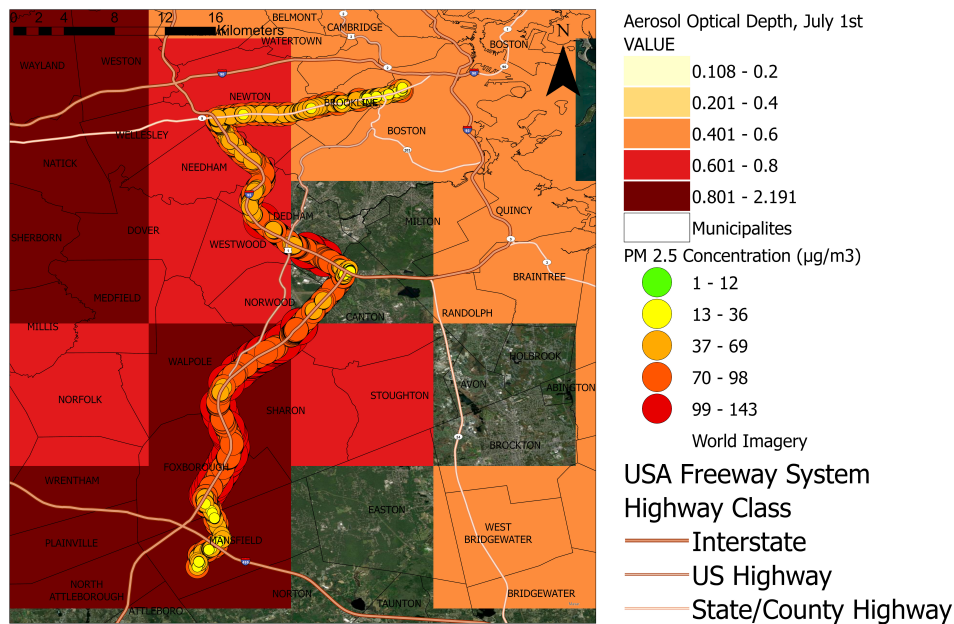 0 2 4 8 12 16
Kilometers
N
BELMONT
CAMBRIDGE
WATERTOWN
BOSTON
WESTON
WAYLAND
NEWTON
BROOKLINE
WELLESLEY
BOSTON
NATICK
NEEDHAM
DEDHAM
MILTON
QUINCY
SHERBORN
DOVER
WESTWOOD
BRAINTREE
MEDFIELD
NORWOOD
CANTON
RANDOLPH
MILLIS
WALPOLE
HOLBROOK
AVON
ABINGTON
NORFOLK
STOUGHTON
SHARON
BROCKTON
FOXBOROUGH
WRENTHAM
EASTON
WEST
BRIDGEWATER
PLAINVILLE
MANSFIELD
NORTH
ATTLEBOROUGH
NORTON
BRIDGEWATER
ATTLEBORO
TAUNTON
Aerosol Optical Depth, July 1st
VALUE
0.108 - 0.2
0.201 - 0.4
0.401 - 0.6
0.601 - 0.8
0.801 - 2.191
Municipalites
PM 2.5 Concentration (µg/m3)
1 - 12
13 - 36
37 - 69
70 - 98
99 - 143
World Imagery
USA Freeway System
Highway Class
Interstate
US Highway
State/County Highway